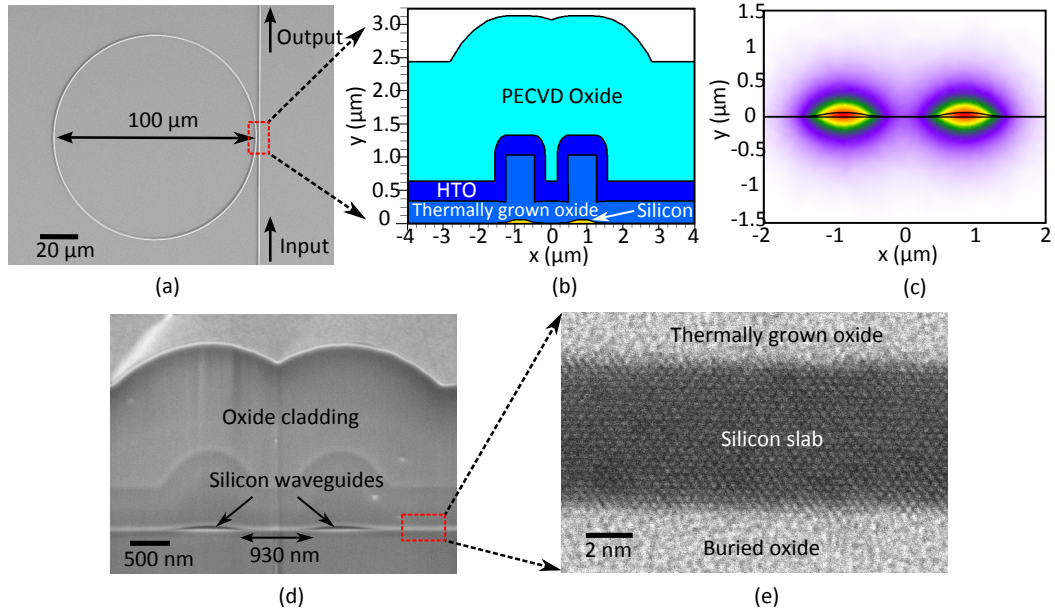 Output
100 µm
20 µm
Input
(a)
y (µm)
3.0
2.5
2.0
1.5
1.0
0.5
0
PECVD Oxide
HTO
Thermally grown oxide
Silicon
-4 -3 -2 -1 0 1 2 3 4
x (µm)
(b)
y (µm)
1.5
1
0.5
0
-0.5
-1
-1.5
-2 -1 0 1 2
x (µm)
(c)
Oxide cladding
Silicon waveguides
500 nm
930 nm
(d)
Thermally grown oxide
Silicon slab
2 nm
Buried oxide
(e)